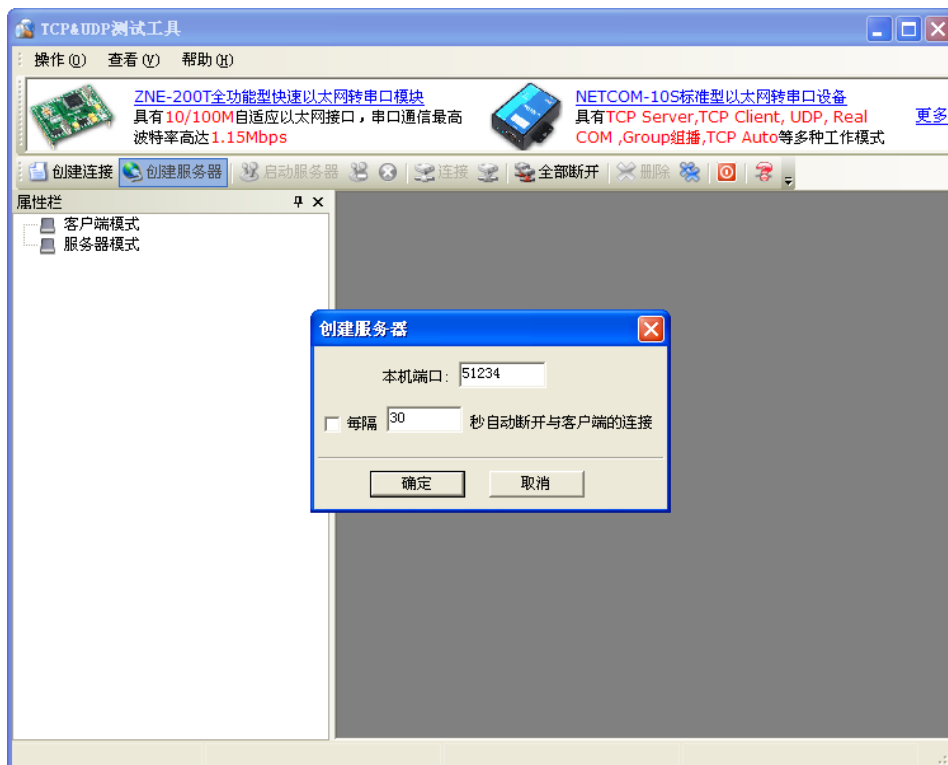 TCP&UDP测试工具
操作(O) 查看(V) 帮助(H)
ZNE-200T全功能型快速以太网转串口模块
具有10/100M自适应以太网接口，串口通信最高
波特率高达1.15Mbps
NETCOM-10S标准型以太网转串口设备
具有TCP Server,TCP Client, UDP, Real
COM ,Group组播,TCP Auto等多种工作模式
更多
创建连接 创建服务器 启动服务器 连接 全部断开 删除
属性栏
客户端模式
服务器模式
创建服务器
本机端口: 51234
每隔 30 秒自动断开与客户端的连接
确定 取消